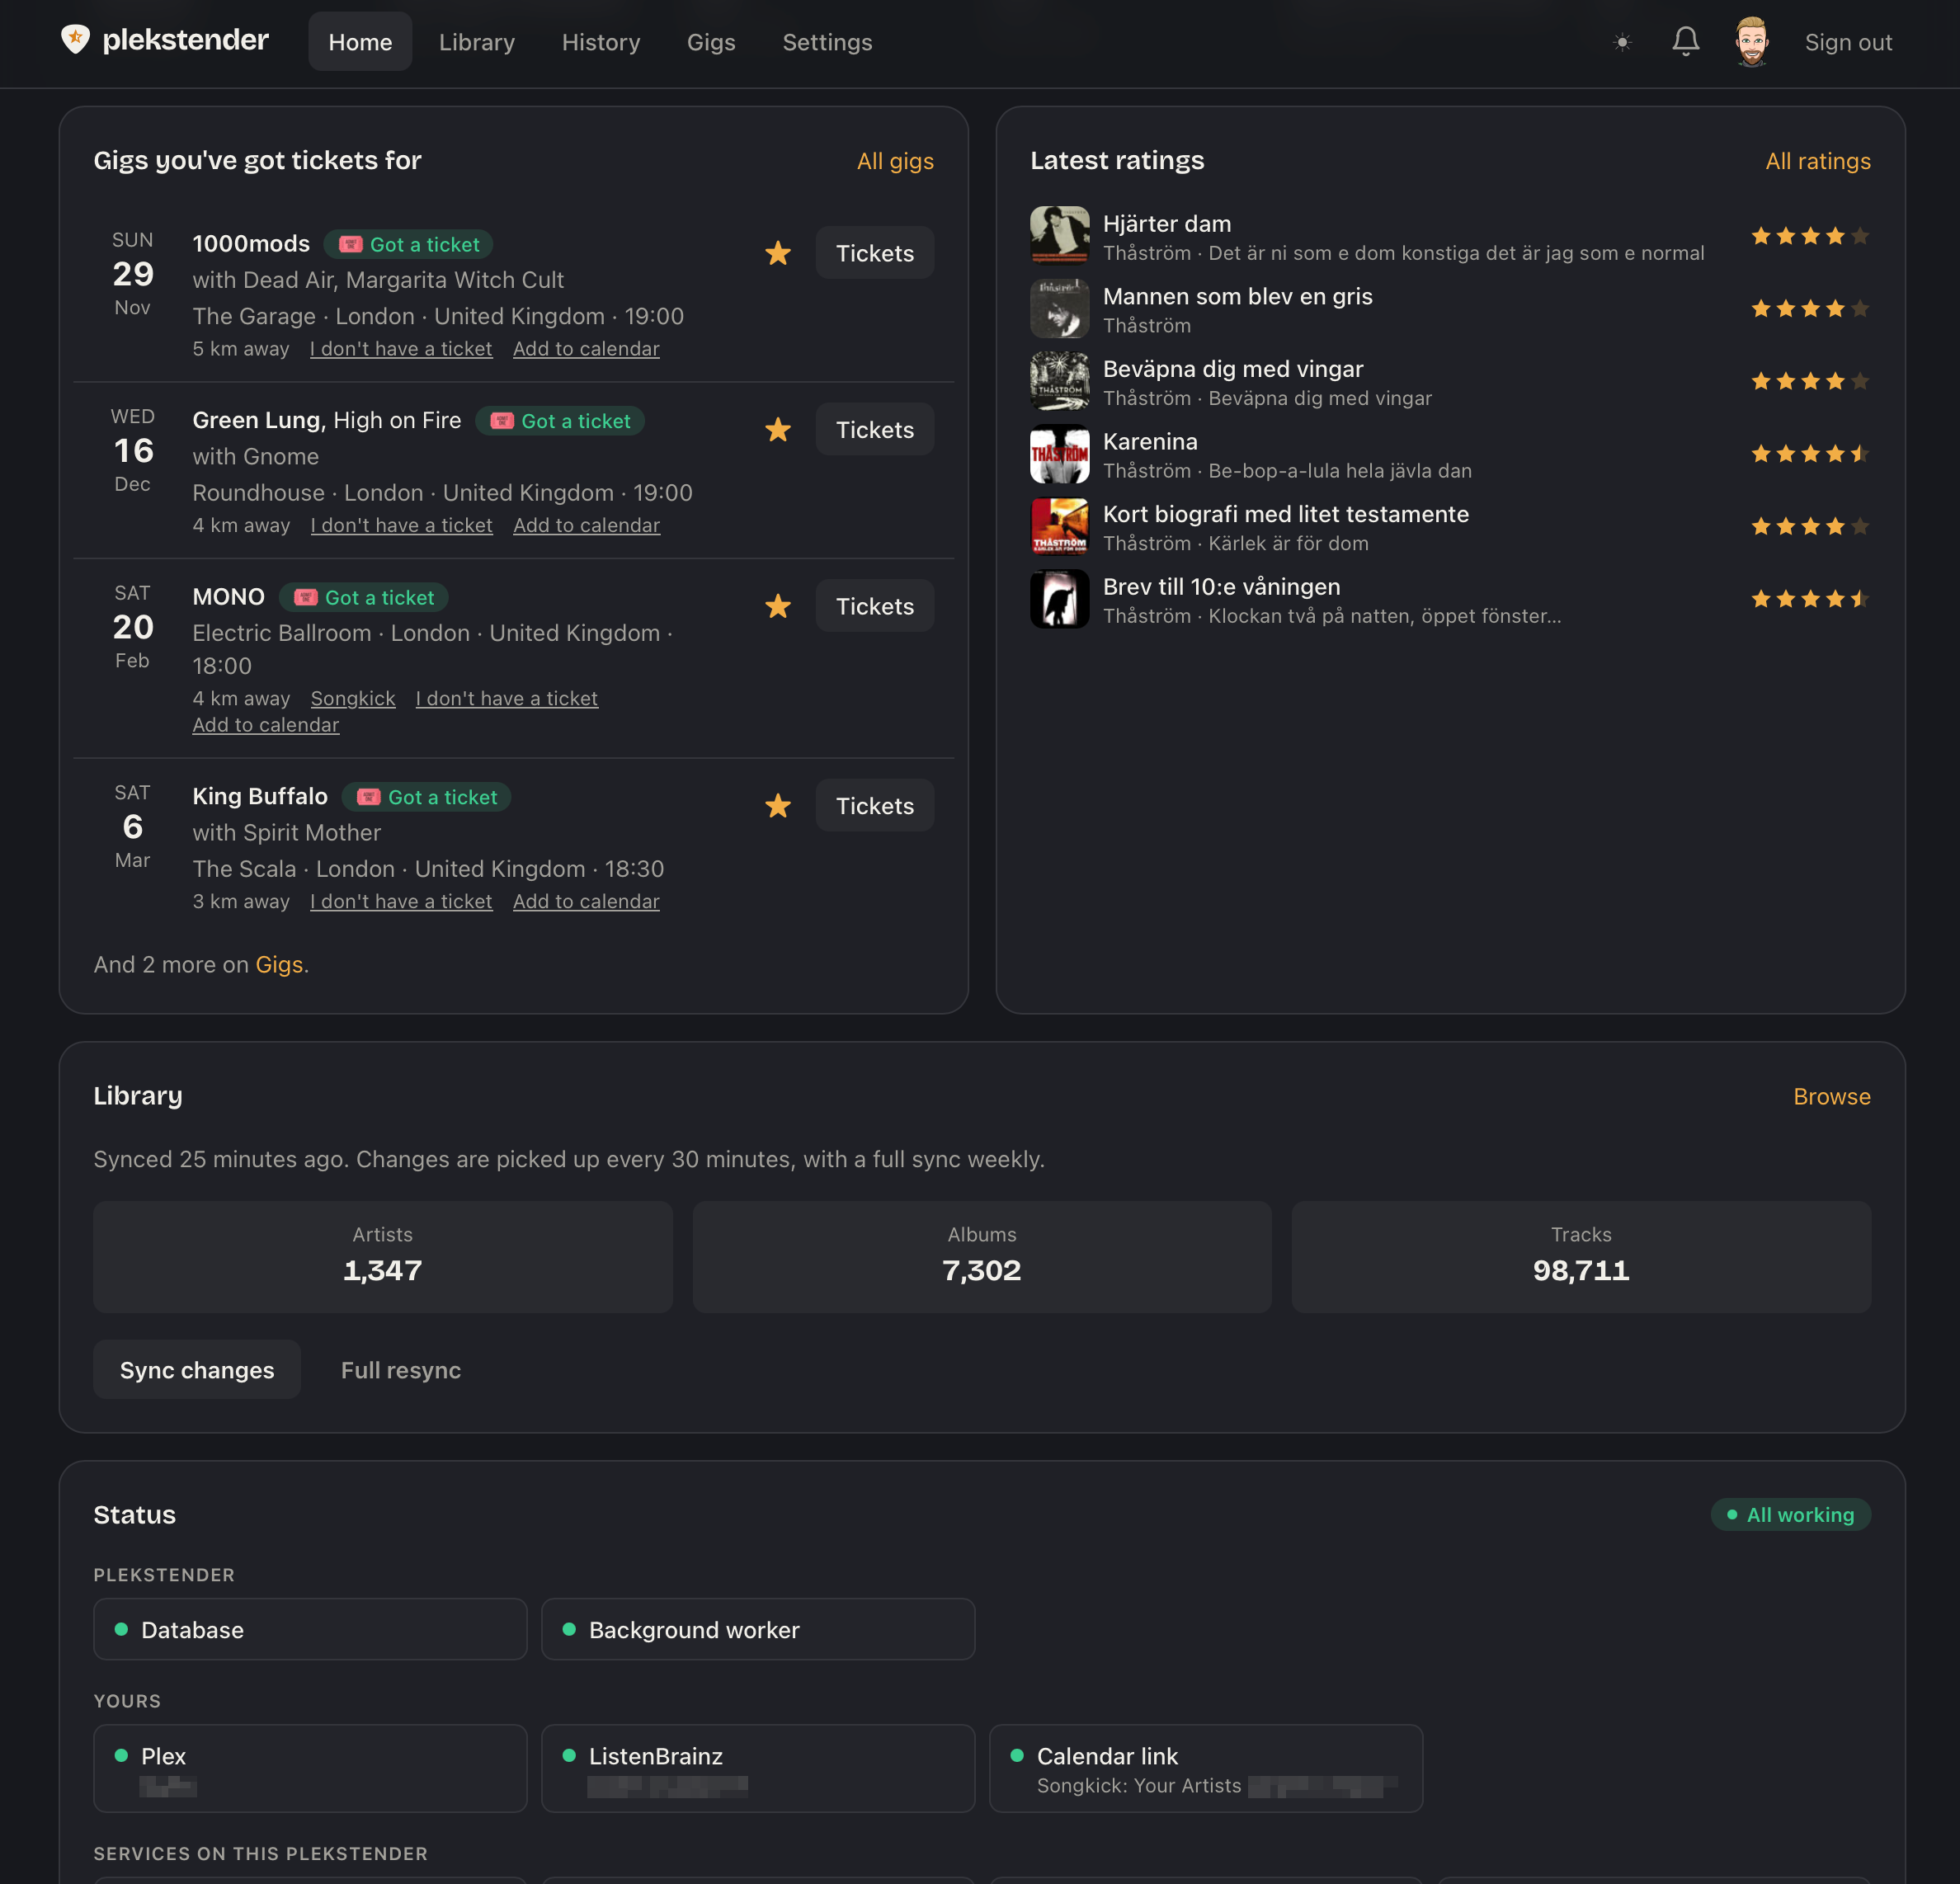 plekstender Home Library History Gigs Settings Sign out
Gigs you've got tickets for All gigs
SUN
29
Nov
1000mods Got a ticket Tickets
with Dead Air, Margarita Witch Cult
The Garage · London · United Kingdom · 19:00
5 km away I don't have a ticket Add to calendar
WED
16
Dec
Green Lung, High on Fire Got a ticket Tickets
with Gnome
Roundhouse · London · United Kingdom · 19:00
4 km away I don't have a ticket Add to calendar
SAT
20
Feb
MONO Got a ticket Tickets
Electric Ballroom · London · United Kingdom ·
18:00
4 km away Songkick I don't have a ticket
Add to calendar
SAT
6
Mar
King Buffalo Got a ticket Tickets
with Spirit Mother
The Scala · London · United Kingdom · 18:30
3 km away I don't have a ticket Add to calendar
And 2 more on Gigs.
Latest ratings All ratings
Hjärter dam
Thåström · Det är ni som e dom konstiga det är jag som e normal
Mannen som blev en gris
Thåström
THÅSTRÖM
Beväpna dig med vingar
Thåström · Beväpna dig med vingar
THÅSTRÖM
Karenina
Thåström · Be-bop-a-lula hela jävla dan
THÅSTRÖM
KÄRLEK ÄR FÖR DOM
Kort biografi med litet testamente
Thåström · Kärlek är för dom
Brev till 10:e våningen
Thåström · Klockan två på natten, öppet fönster...
Library Browse
Synced 25 minutes ago. Changes are picked up every 30 minutes, with a full sync weekly.
Artists
1,347
Albums
7,302
Tracks
98,711
Sync changes Full resync
Status All working
PLEKSTENDER
Database Background worker
YOURS
Plex
ListenBrainz
Calendar link
Songkick: Your Artists
SERVICES ON THIS PLEKSTENDER